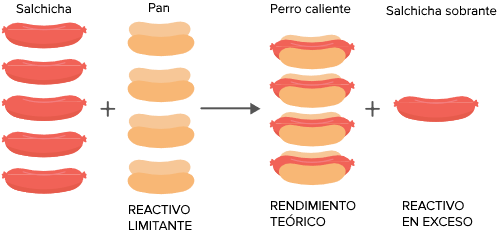 Salchicha
Pan
Perro caliente
Salchicha sobrante
REACTIVO
LIMITANTE
RENDIMIENTO
TEÓRICO
REACTIVO
EN EXCESO